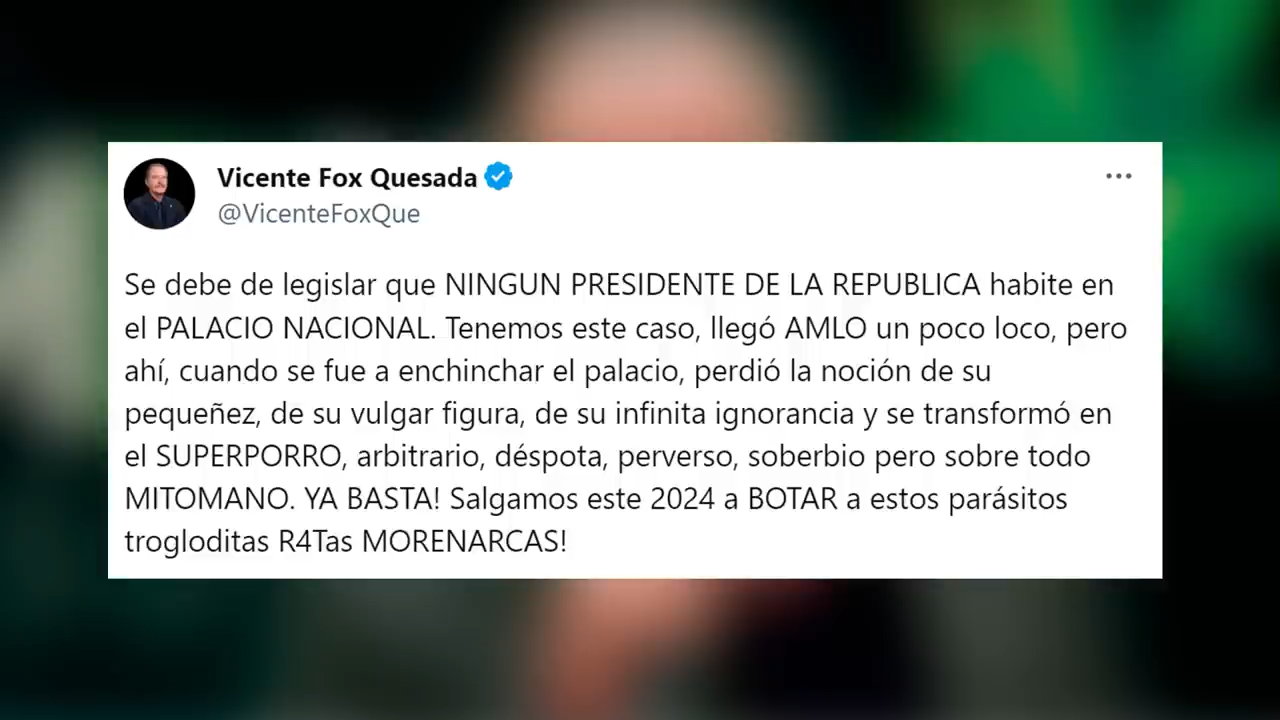 Vicente Fox Quesada
@VicenteFoxQue
Se debe de legislar que NINGUN PRESIDENTE DE LA REPUBLICA habite en
el PALACIO NACIONAL. Tenemos este caso, llegó AMLO un poco loco, pero
ahí, cuando se fue a enchinchar el palacio, perdió la noción de su
pequeñez, de su vulgar figura, de su infinita ignorancia y se transformó en
el SUPERPORRO, arbitrario, déspota, perverso, soberbio pero sobre todo
MITOMANO. YA BASTA! Salgamos este 2024 a BOTAR a estos parásitos
trogloditas R4Tas MORENARCAS!